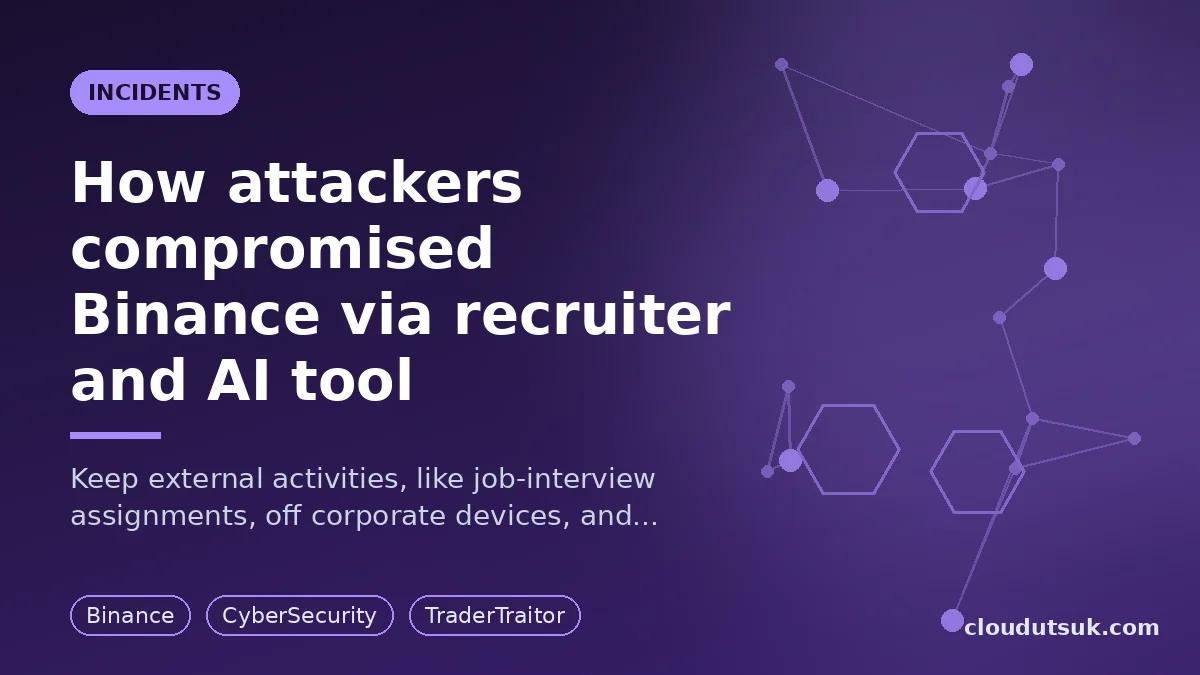 INCIDENTS
How attackers
compromised
Binance via recruiter
and AI tool
Keep external activities, like job-interview
assignments, off corporate devices, and...
Binance CyberSecurity TraderTraitor
cloudutsuk.com